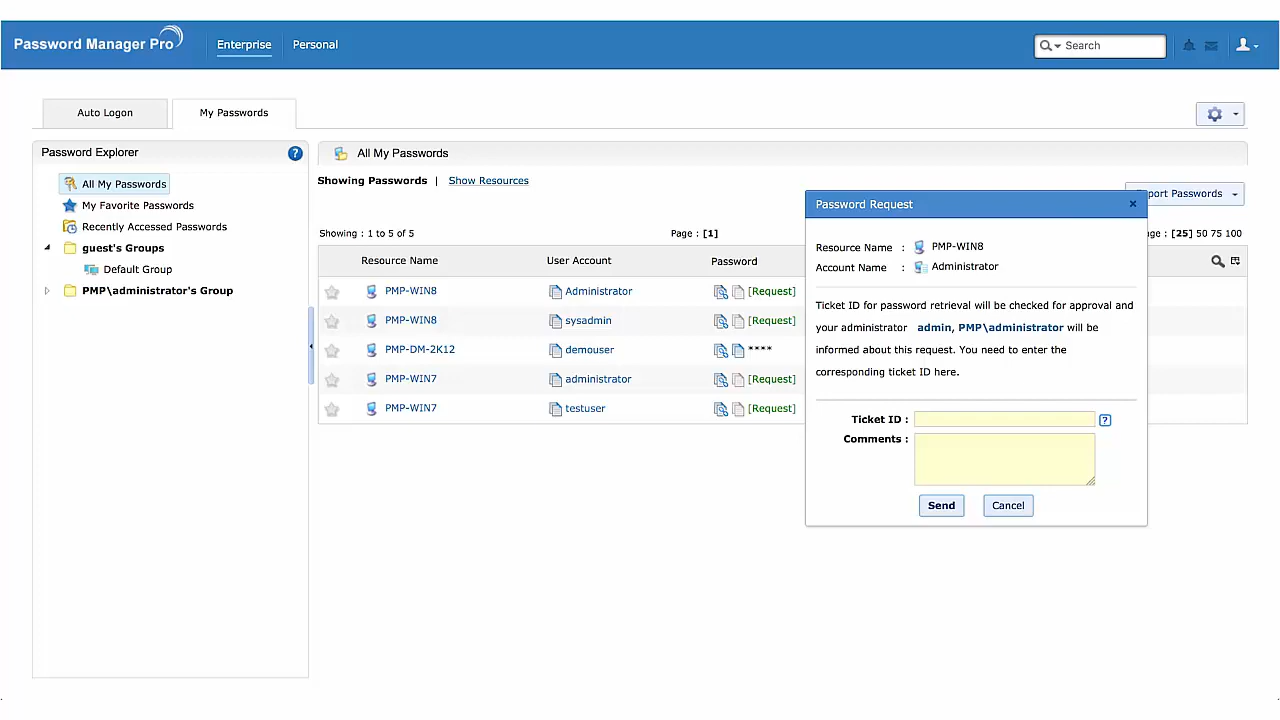 Password Manager Pro
Enterprise
Personal
Search
Auto Logon
My Passwords
Password Explorer
?
All My Passwords
My Favorite Passwords
Recently Accessed Passwords
guest's Groups
Default Group
PMP\administrator's Group
All My Passwords
Showing Passwords | Show Resources
port Passwords
Showing : 1 to 5 of 5
Page : [1]
ge : [25] 50 75 100
Resource Name
User Account
Password
PMP-WIN8
Administrator
[Request]
PMP-WIN8
sysadmin
[Request]
PMP-DM-2K12
demouser
****
PMP-WIN7
administrator
[Request]
PMP-WIN7
testuser
[Request]
Password Request
×
Resource Name : PMP-WIN8
Account Name : Administrator
Ticket ID for password retrieval will be checked for approval and
your administrator admin, PMP\administrator will be
informed about this request. You need to enter the
corresponding ticket ID here.
Ticket ID :
?
Comments :
Send
Cancel